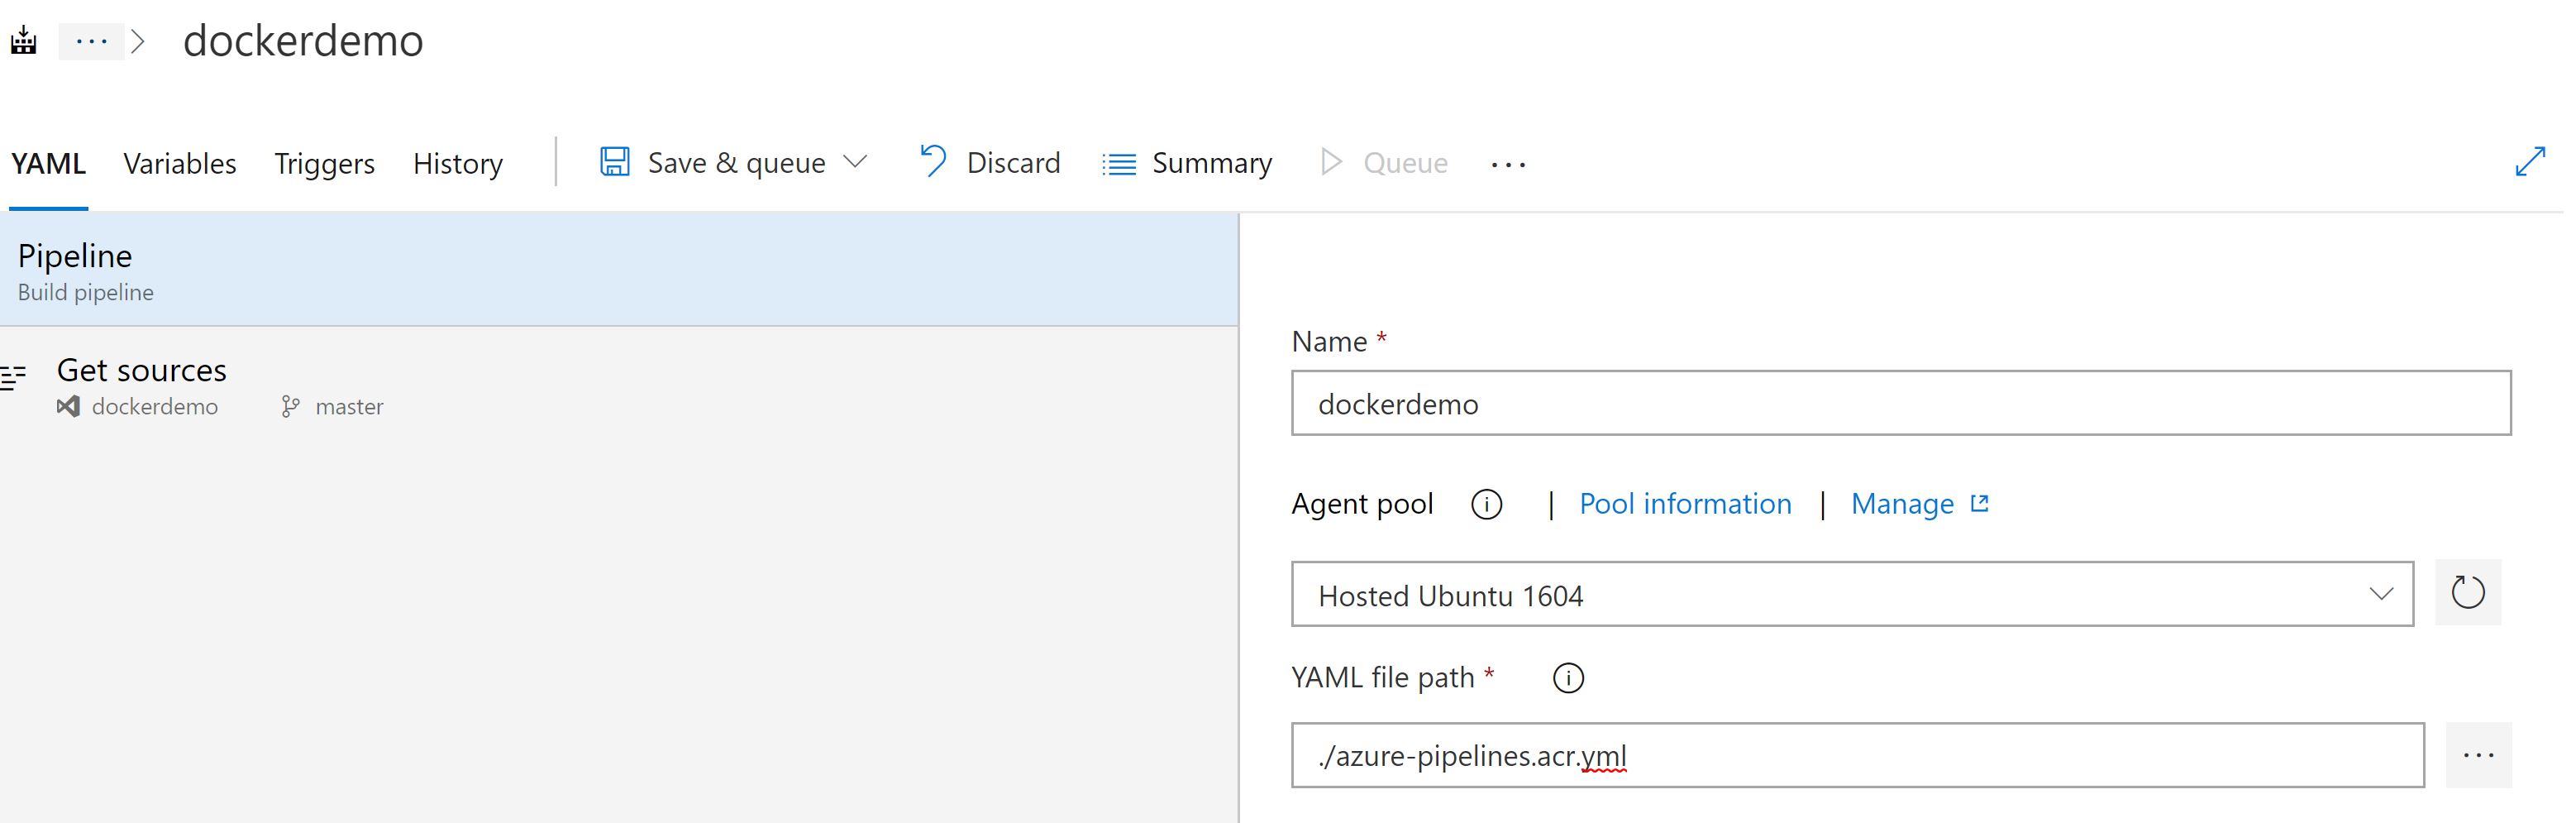 ... dockerdemo
YAML Variables Triggers History Save & queue Discard Summary Queue ...
Pipeline
Build pipeline
Get sources
dockerdemo master
Name *
dockerdemo
Agent pool | Pool information | Manage
Hosted Ubuntu 1604
YAML file path *
./azure-pipelines.acr.yml ...